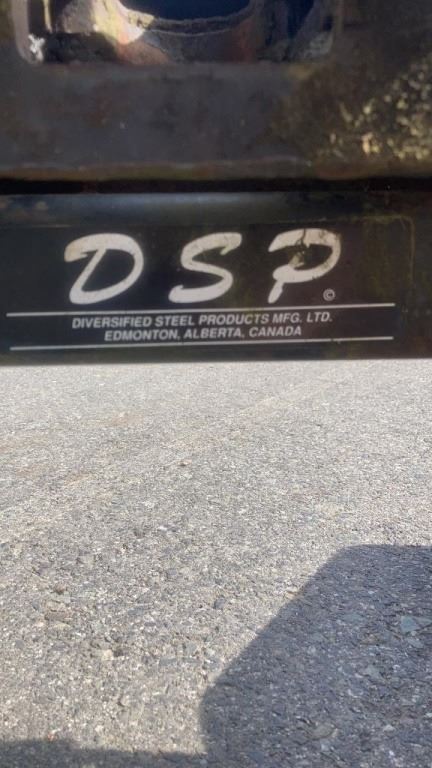 DSP ©
DIVERSIFIED STEEL PRODUCTS MFG. LTD.
EDMONTON, ALBERTA, CANADA